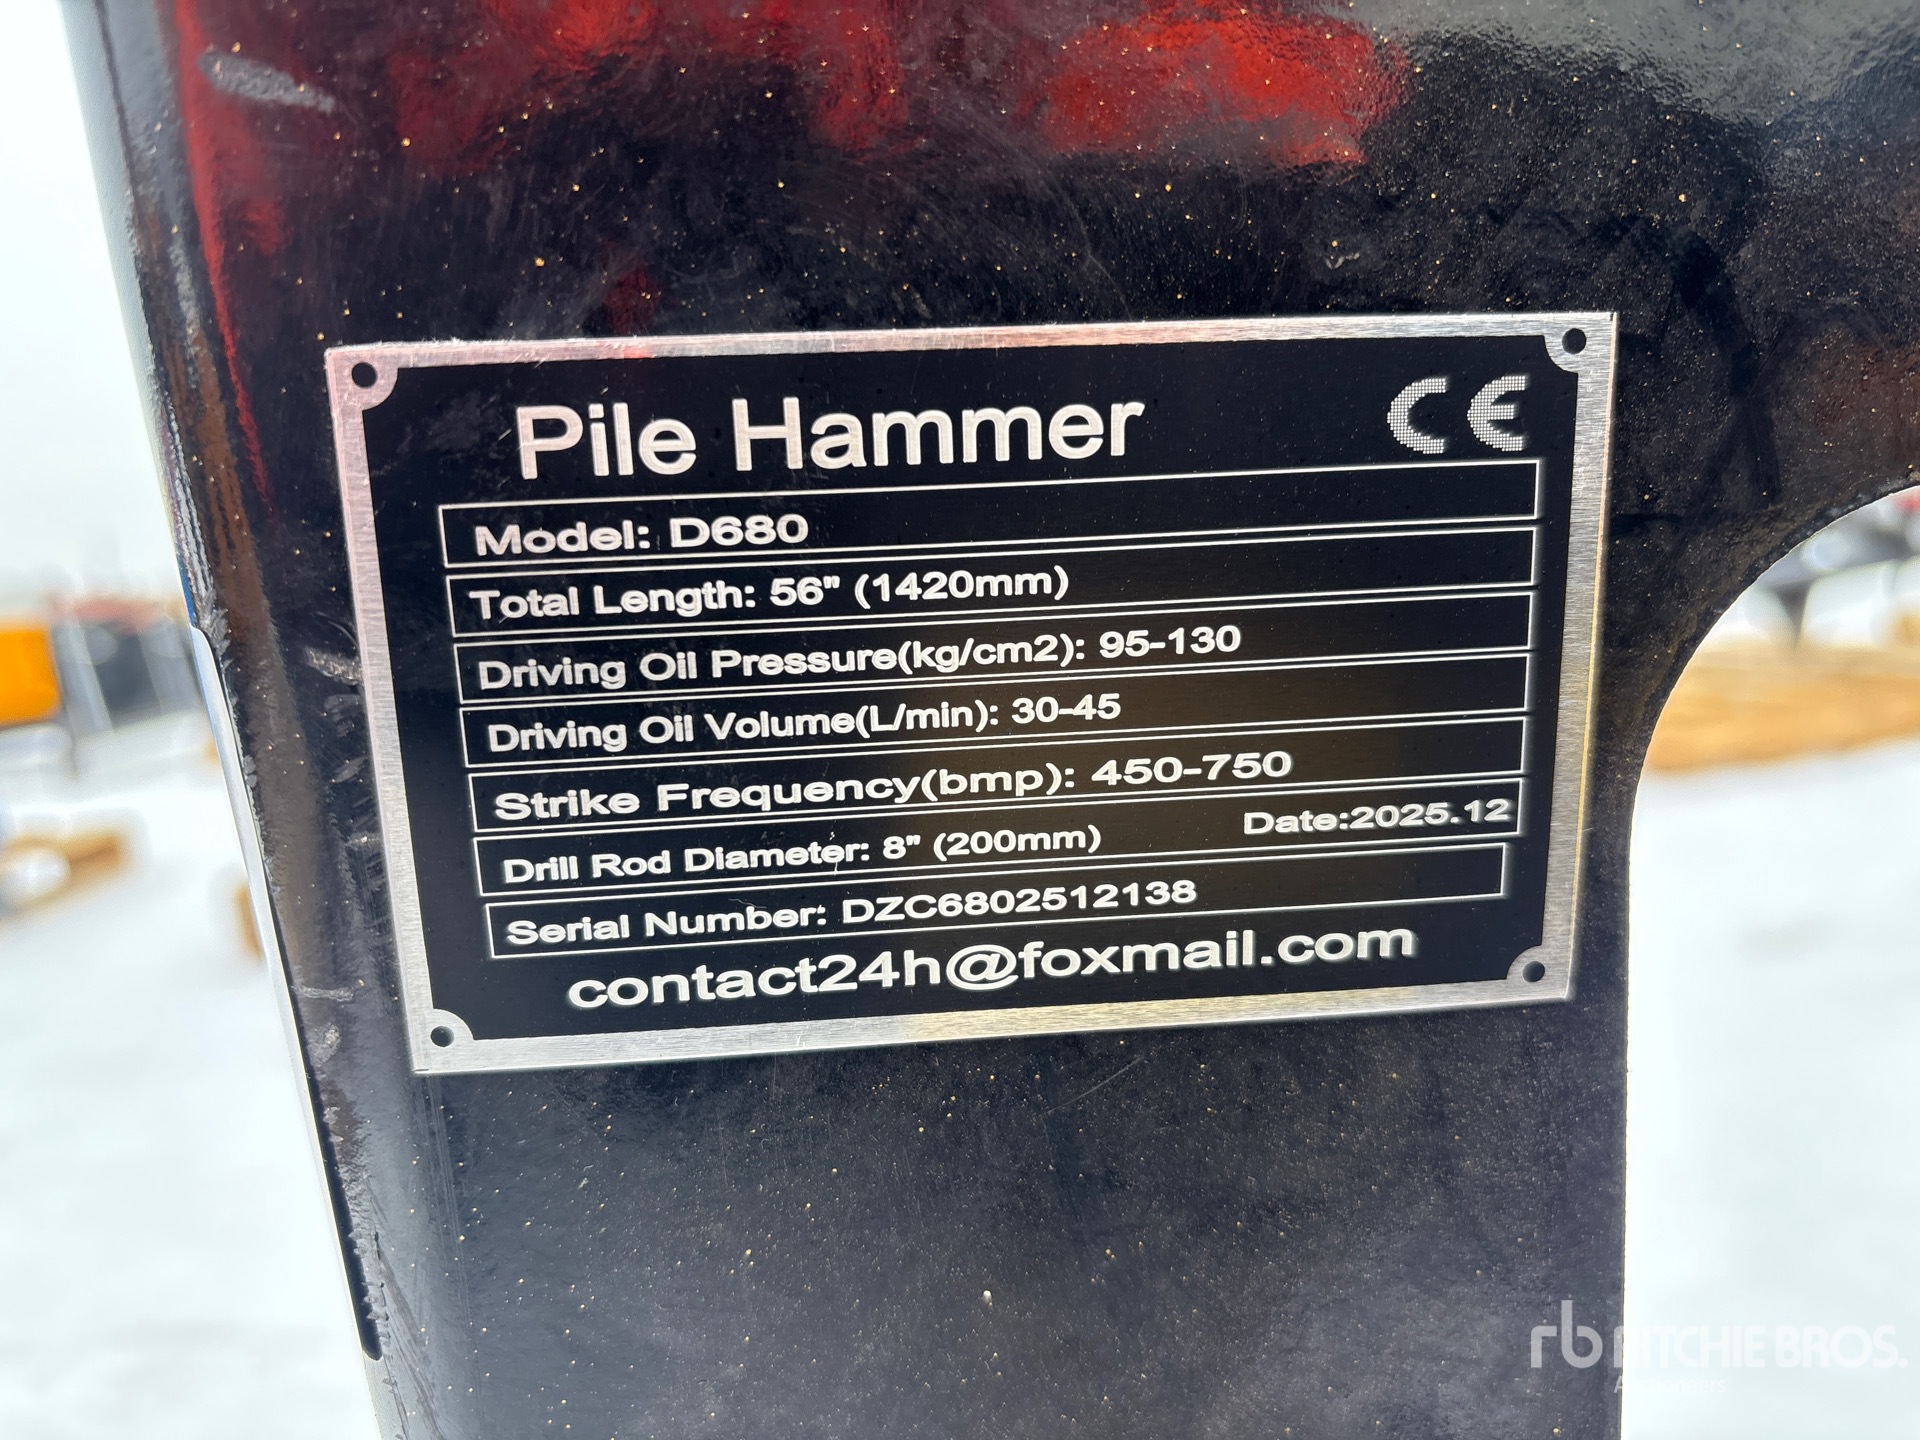 Pile Hammer CE
Model: D680
Total Length: 56" (1420mm)
Driving Oil Pressure(kg/cm2): 95-130
Driving Oil Volume(L/min): 30-45
Strike Frequency(bmp): 450-750
Drill Rod Diameter: 8" (200mm) Date:2025.12
Serial Number: DZC6802512138
contact24h@foxmail.com
rb RITCHIE BROS.
Auctioneers